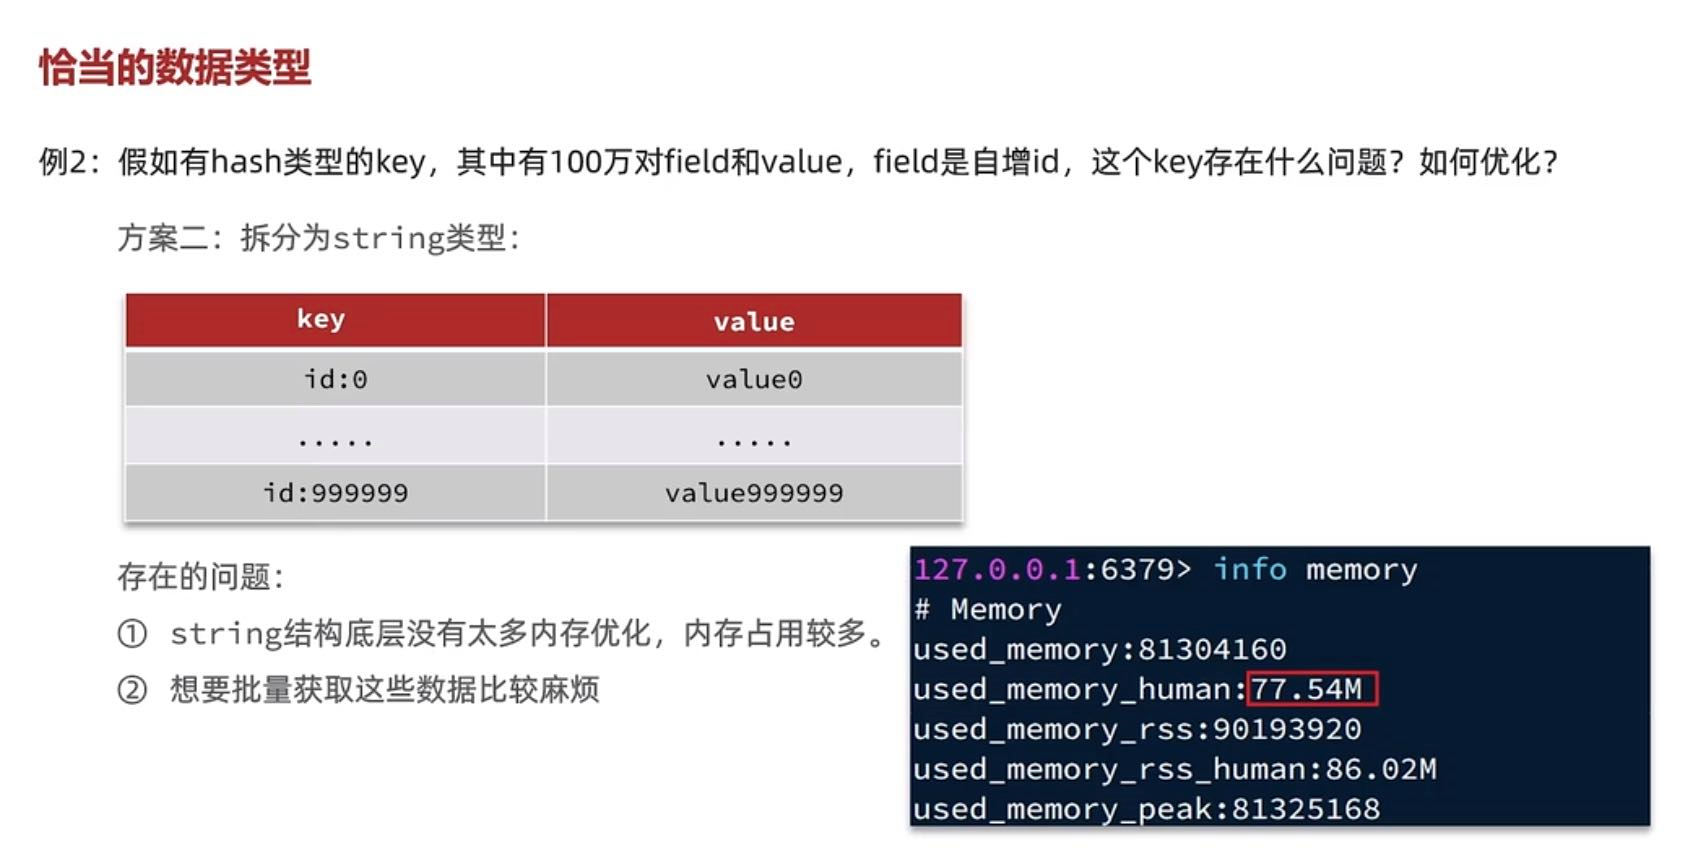 恰当的数据类型
例2：假如有hash类型的key，其中有100万对field和value，field是自增id，这个key存在什么问题？如何优化？
方案二：拆分为string类型：
key value
id:0 value0
..... .....
id:999999 value999999
存在的问题：
① string结构底层没有太多内存优化，内存占用较多。
② 想要批量获取这些数据比较麻烦
127.0.0.1:6379> info memory
# Memory
used_memory:81304160
used_memory_human:77.54M
used_memory_rss:90193920
used_memory_rss_human:86.02M
used_memory_peak:81325168